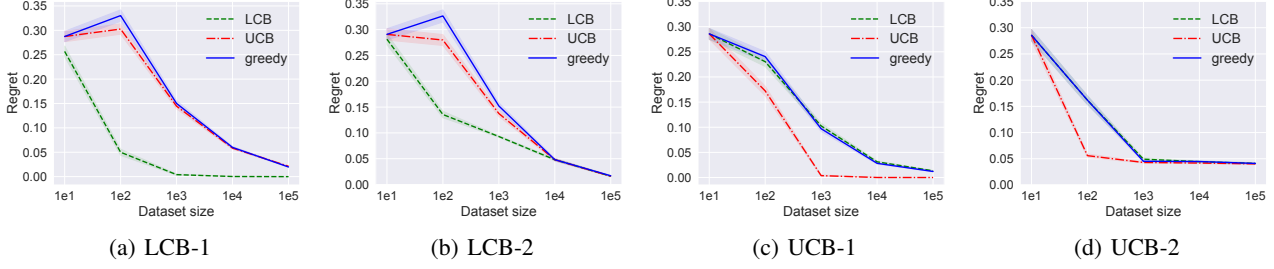 0.35
0.30
0.25
0.20
0.15
0.10
0.05
0.00
Regret
1e1 1e2 1e3 1e4 1e5
Dataset size
LCB
UCB
greedy
(a) LCB-1
0.35
0.30
0.25
0.20
0.15
0.10
0.05
0.00
Regret
1e1 1e2 1e3 1e4 1e5
Dataset size
LCB
UCB
greedy
(b) LCB-2
0.35
0.30
0.25
0.20
0.15
0.10
0.05
0.00
Regret
1e1 1e2 1e3 1e4 1e5
Dataset size
LCB
UCB
greedy
(c) UCB-1
0.35
0.30
0.25
0.20
0.15
0.10
0.05
0.00
Regret
1e1 1e2 1e3 1e4 1e5
Dataset size
LCB
UCB
greedy
(d) UCB-2